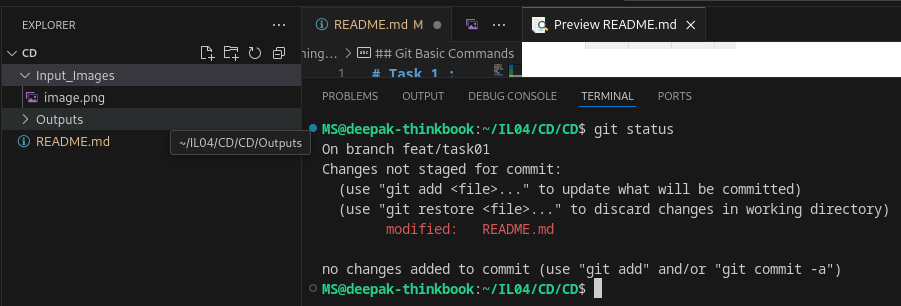 EXPLORER
CD
Input_Images
image.png
Outputs
README.md
~/IL04/CD/CD/Outputs
README.md M
Preview README.md
ning... > ## Git Basic Commands
1 # Task 1 :
PROBLEMS OUTPUT DEBUG CONSOLE TERMINAL PORTS
MS@deepak-thinkbook:~/IL04/CD/CD$ git status
On branch feat/task01
Changes not staged for commit:
(use "git add <file>..." to update what will be committed)
(use "git restore <file>..." to discard changes in working directory)
modified: README.md
no changes added to commit (use "git add" and/or "git commit -a")
MS@deepak-thinkbook:~/IL04/CD/CD$